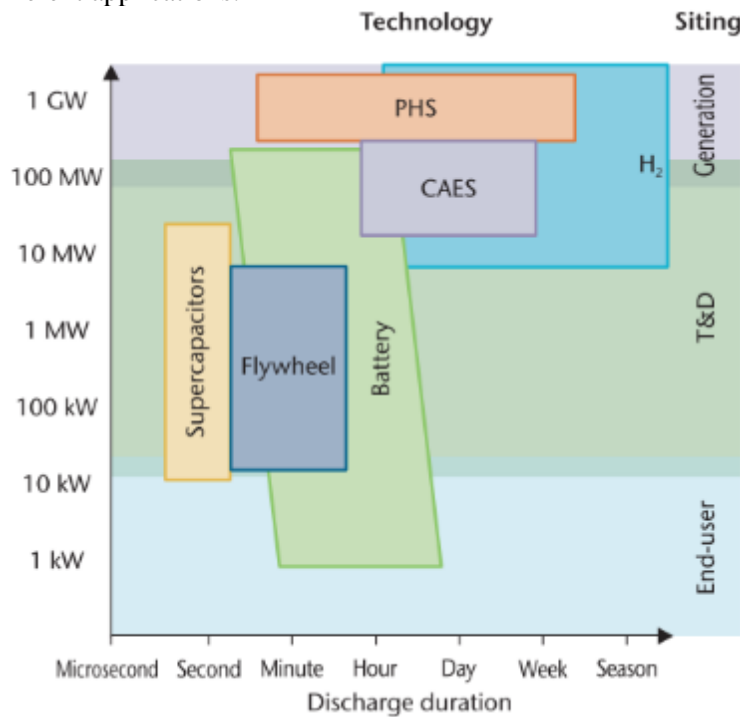 Technology
Siting
1 GW
100 MW
10 MW
1 MW
100 kW
10 kW
1 kW
PHS
CAES
H₂
Supercapacitors
Flywheel
Battery
Generation
T&D
End-user
Microsecond Second Minute Hour Day Week Season
Discharge duration